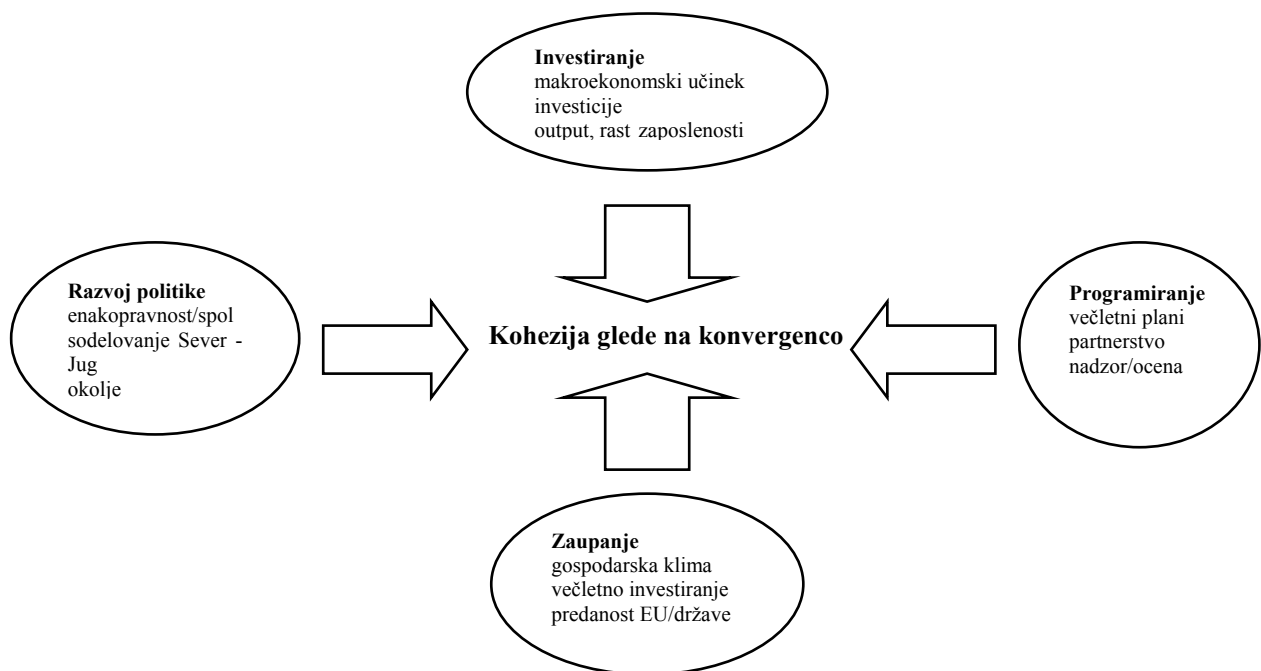 Investiranje
makroekonomski učinek
investicije
output, rast zaposlenosti
Razvoj politike
enakopravnost/spol
sodelovanje Sever -
Jug
okolje
Kohezija glede na konvergenco
Programiranje
večletni plani
partnerstvo
nadzor/ocena
Zaupanje
gospodarska klima
večletno investiranje
predanost EU/države